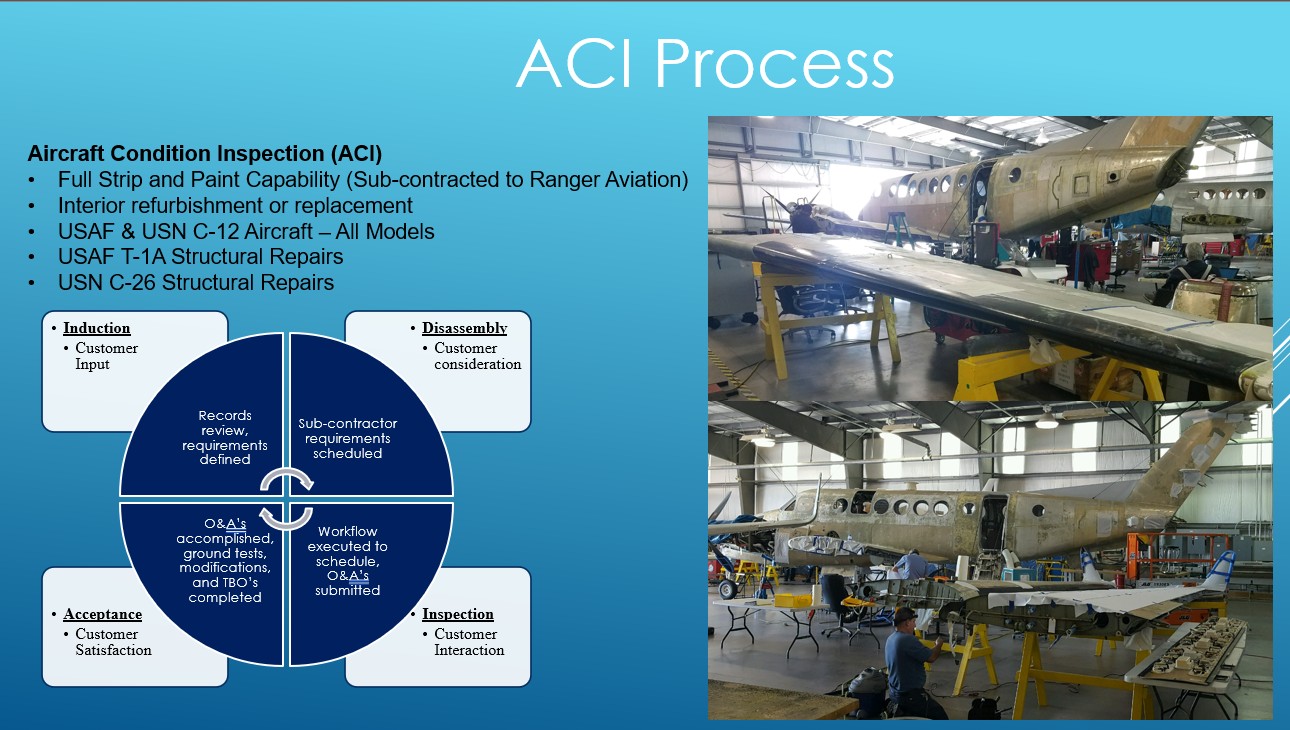 ACI Process
Aircraft Condition Inspection (ACI)
• Full Strip and Paint Capability (Sub-contracted to Ranger Aviation)
• Interior refurbishment or replacement
• USAF & USN C-12 Aircraft – All Models
• USAF T-1A Structural Repairs
• USN C-26 Structural Repairs
• Induction
• Customer
Input
• Disassembly
• Customer
consideration
Records
review,
requirements
defined
Sub-contractor
requirements
scheduled
O&A's
accomplished,
ground tests,
modifications,
and TBO's
completed
Workflow
executed to
schedule,
O&A's
submitted
• Acceptance
• Customer
Satisfaction
• Inspection
• Customer
Interaction